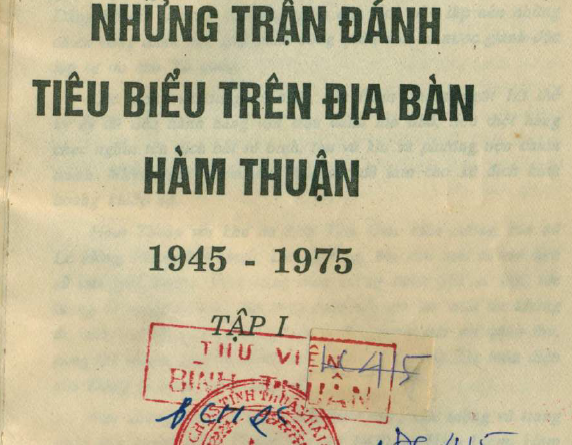 NHỮNG TRẬN ĐÁNH
TIÊU BIỂU TRÊN ĐỊA BÀN
HÀM THUẬN
1945 - 1975
TẬP I
THƯ VIỆN
BÌNH THUẬN